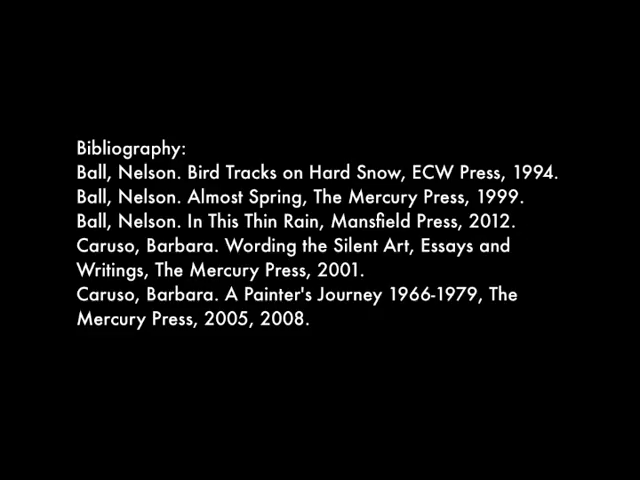 Bibliography:
Ball, Nelson. Bird Tracks on Hard Snow, ECW Press, 1994.
Ball, Nelson. Almost Spring, The Mercury Press, 1999.
Ball, Nelson. In This Thin Rain, Mansfield Press, 2012.
Caruso, Barbara. Wording the Silent Art, Essays and
Writings, The Mercury Press, 2001.
Caruso, Barbara. A Painter's Journey 1966-1979, The
Mercury Press, 2005, 2008.